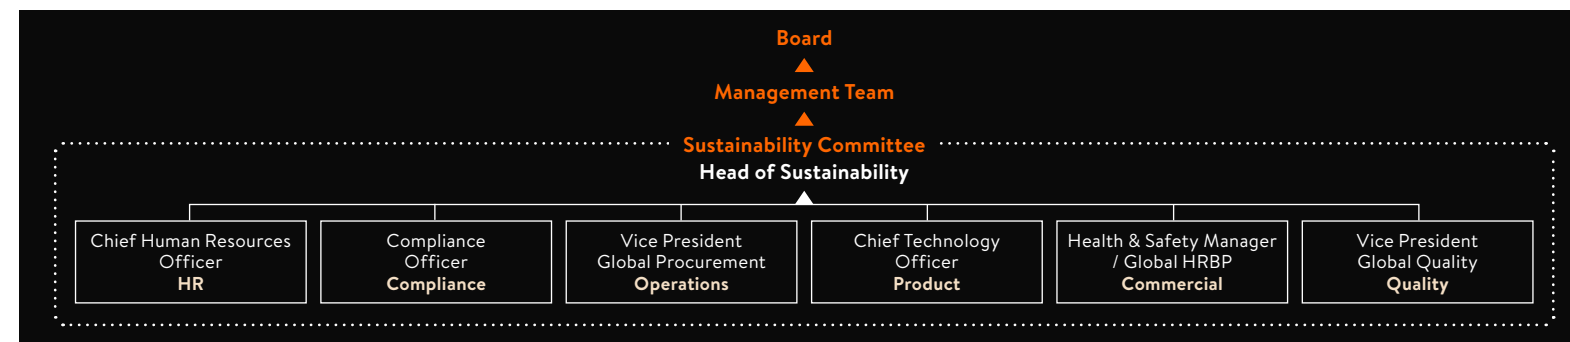 Board
Management Team
Sustainability Committee
Head of Sustainability
Chief Human Resources
Officer
HR
Compliance
Officer
Compliance
Vice President
Global Procurement
Operations
Chief Technology
Officer
Product
Health & Safety Manager
/ Global HRBP
Commercial
Vice President
Global Quality
Quality